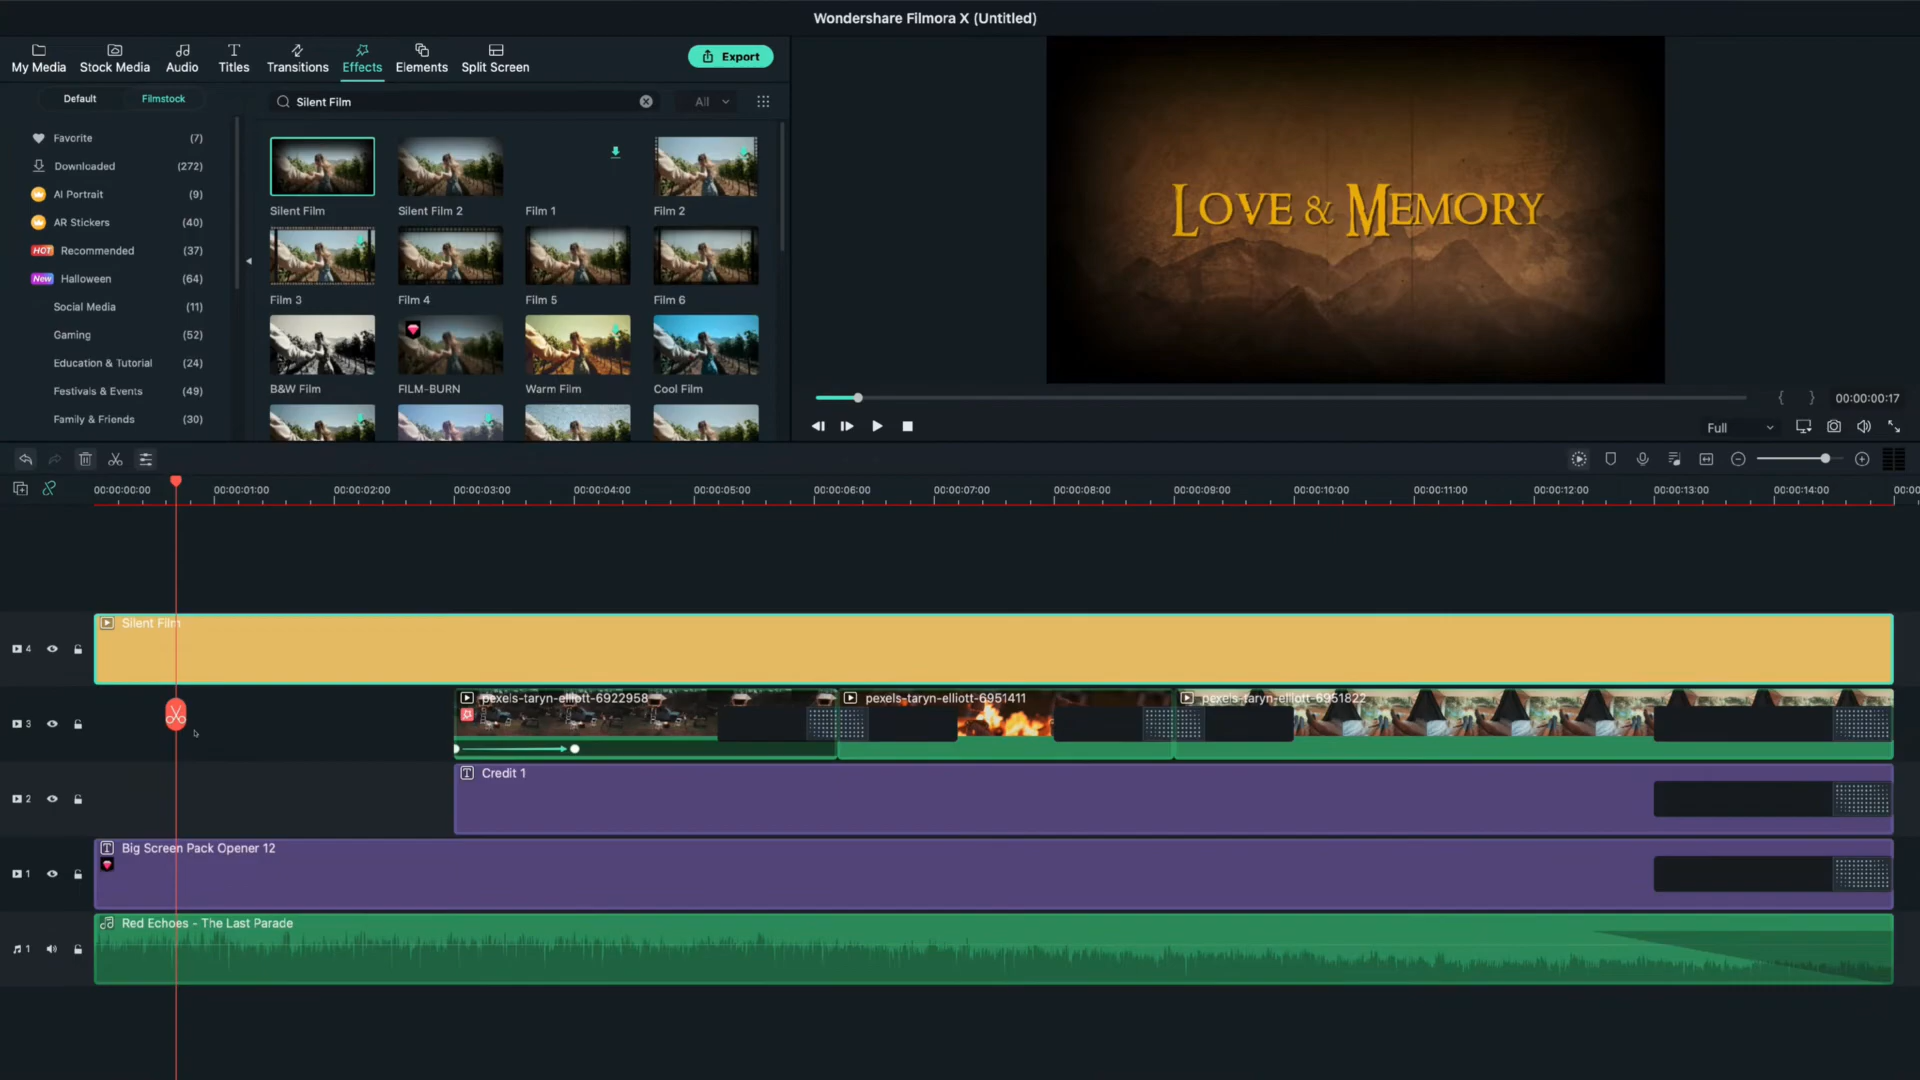 Wondershare Filmora X (Untitled)
My Media
Stock Media
Audio
Titles
Transitions
Effects
Elements
Split Screen
Export
Default
Filmstock
Silent Film
All
Favorite (7)
Downloaded (272)
AI Portrait (9)
AR Stickers (40)
HOT Recommended (37)
New Halloween (64)
Social Media (11)
Gaming (52)
Education & Tutorial (24)
Festivals & Events (49)
Family & Friends (30)
Silent Film
Silent Film 2
Film 1
Film 2
Film 3
Film 4
Film 5
Film 6
B&W Film
FILM-BURN
Warm Film
Cool Film
LOVE & MEMORY
{ } 00:00:00:17
Full
00:00:00:00
00:00:01:00
00:00:02:00
00:00:03:00
00:00:04:00
00:00:05:00
00:00:06:00
00:00:07:00
00:00:08:00
00:00:09:00
00:00:10:00
00:00:11:00
00:00:12:00
00:00:13:00
00:00:14:00
00:00
4
Silent Film
3
pexels-taryn-elliott-6922958
pexels-taryn-elliott-6951411
pexels-taryn-elliott-6951822
2
Credit 1
1
Big Screen Pack Opener 12
1
Red Echoes - The Last Parade